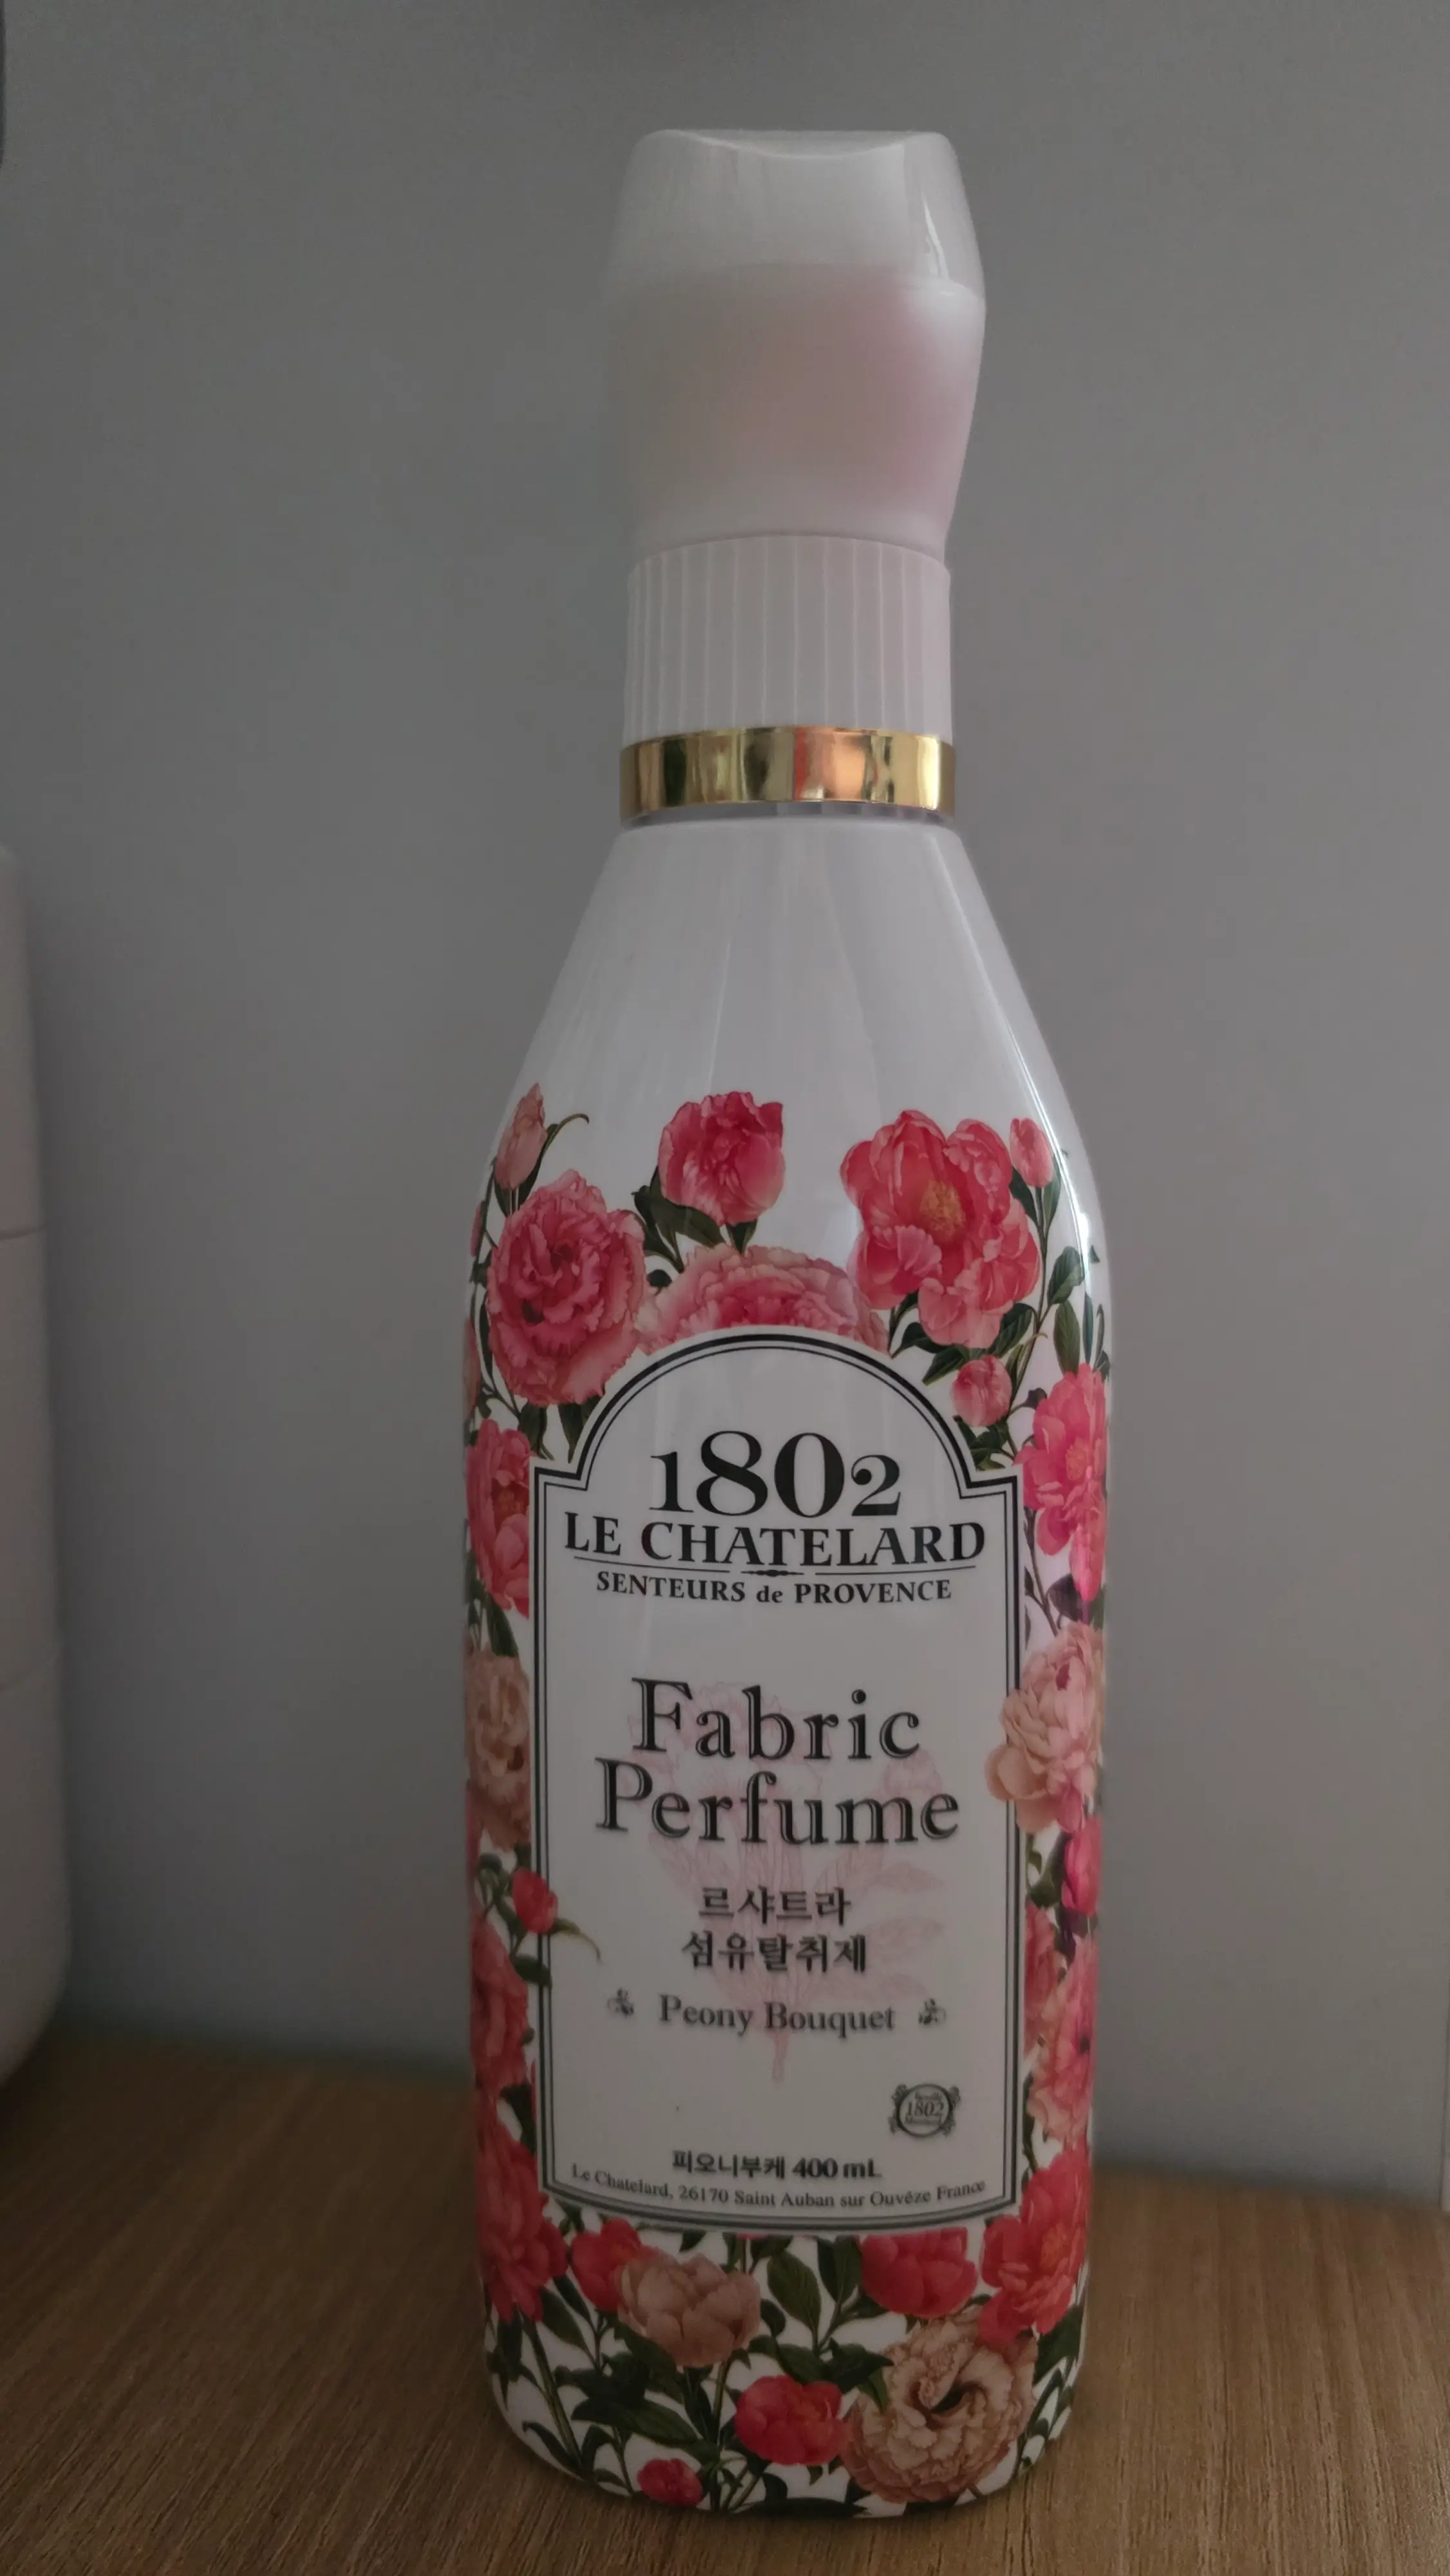 1802
LE CHATELARD
SENTEURS de PROVENCE
Fabric
Perfume
르샤트라
섬유탈취제
Peony Bouquet
1802
피오니부케 400 mL
Le Chatelard, 26170 Saint Auban sur Ouvéze France